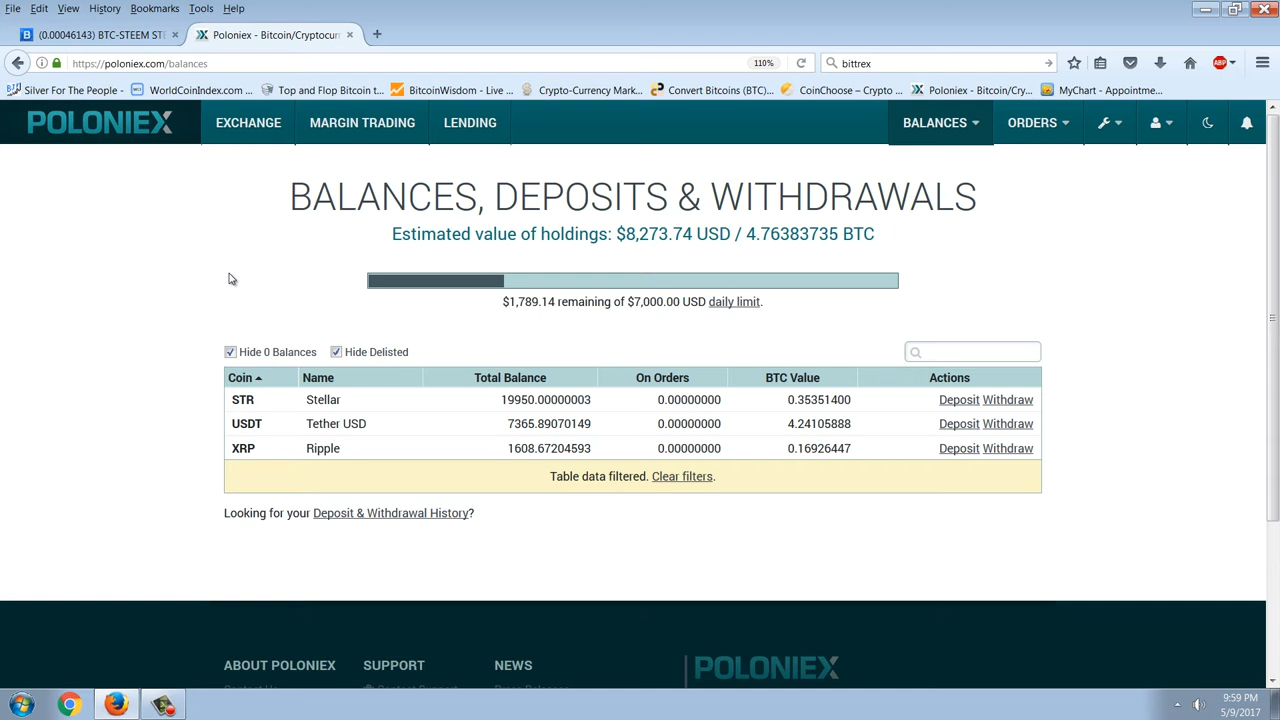 File Edit View History Bookmarks Tools Help
(0.00046143) BTC-STEEM STE × Poloniex - Bitcoin/Cryptocur × +
https://poloniex.com/balances 110% bittrex
Silver For The People - ... WorldCoinIndex.com ... Top and Flop Bitcoin t... BitcoinWisdom - Live ... Crypto-Currency Mark... Convert Bitcoins (BTC)... CoinChoose – Crypto ... Poloniex - Bitcoin/Cry... MyChart - Appointme...
POLONIEX EXCHANGE MARGIN TRADING LENDING BALANCES ORDERS
BALANCES, DEPOSITS & WITHDRAWALS
Estimated value of holdings: $8,273.74 USD / 4.76383735 BTC
$1,789.14 remaining of $7,000.00 USD daily limit.
Hide 0 Balances Hide Delisted
Coin Name Total Balance On Orders BTC Value Actions
STR Stellar 19950.00000003 0.00000000 0.35351400 Deposit Withdraw
USDT Tether USD 7365.89070149 0.00000000 4.24105888 Deposit Withdraw
XRP Ripple 1608.67204593 0.00000000 0.16926447 Deposit Withdraw
Table data filtered. Clear filters.
Looking for your Deposit & Withdrawal History?
ABOUT POLONIEX SUPPORT NEWS POLONIEX
9:59 PM
5/9/2017